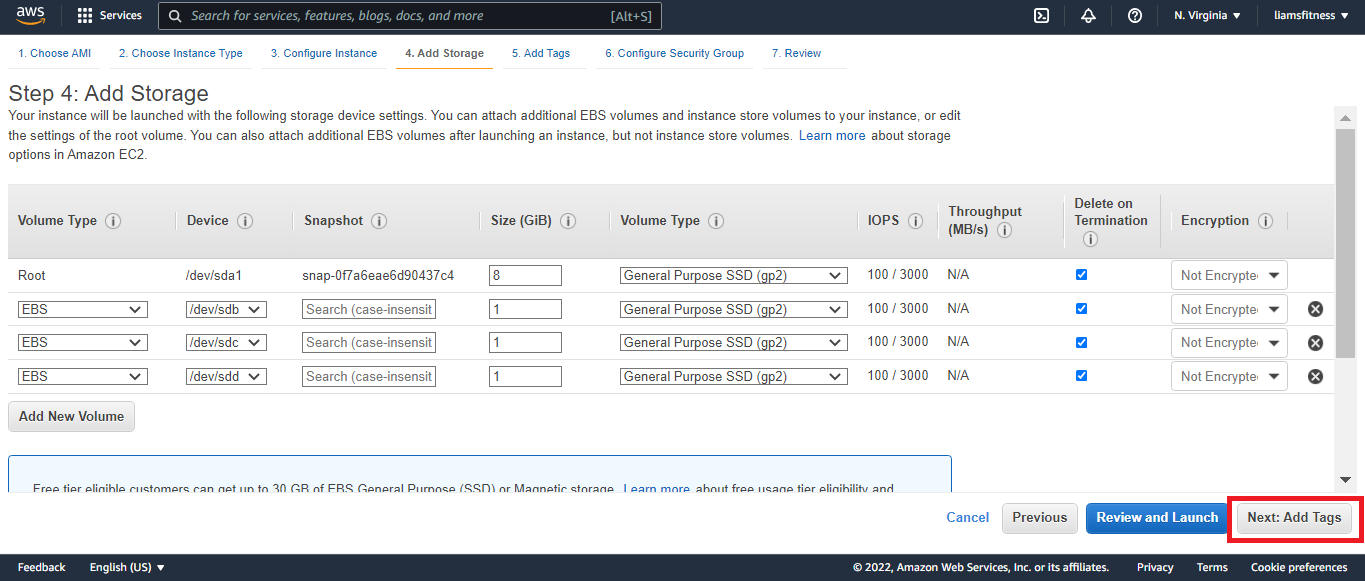 aws Services Search for services, features, blogs, docs, and more [Alt+S] N. Virginia liamsfitness
1. Choose AMI 2. Choose Instance Type 3. Configure Instance 4. Add Storage 5. Add Tags 6. Configure Security Group 7. Review
Step 4: Add Storage
Your instance will be launched with the following storage device settings. You can attach additional EBS volumes and instance store volumes to your instance, or edit
the settings of the root volume. You can also attach additional EBS volumes after launching an instance, but not instance store volumes. Learn more about storage
options in Amazon EC2.
Volume Type i Device i Snapshot i Size (GiB) i Volume Type i IOPS i Throughput (MB/s) i Delete on Termination i Encryption i
Root /dev/sda1 snap-0f7a6eae6d90437c4 8 General Purpose SSD (gp2) 100 / 3000 N/A Not Encrypte
EBS /dev/sdb Search (case-insensit 1 General Purpose SSD (gp2) 100 / 3000 N/A Not Encrypte
EBS /dev/sdc Search (case-insensit 1 General Purpose SSD (gp2) 100 / 3000 N/A Not Encrypte
EBS /dev/sdd Search (case-insensit 1 General Purpose SSD (gp2) 100 / 3000 N/A Not Encrypte
Add New Volume
Free tier eligible customers can get up to 30 GB of EBS General Purpose (SSD) or Magnetic storage. Learn more about free usage tier eligibility and
Cancel Previous Review and Launch Next: Add Tags
Feedback English (US) © 2022, Amazon Web Services, Inc. or its affiliates. Privacy Terms Cookie preferences